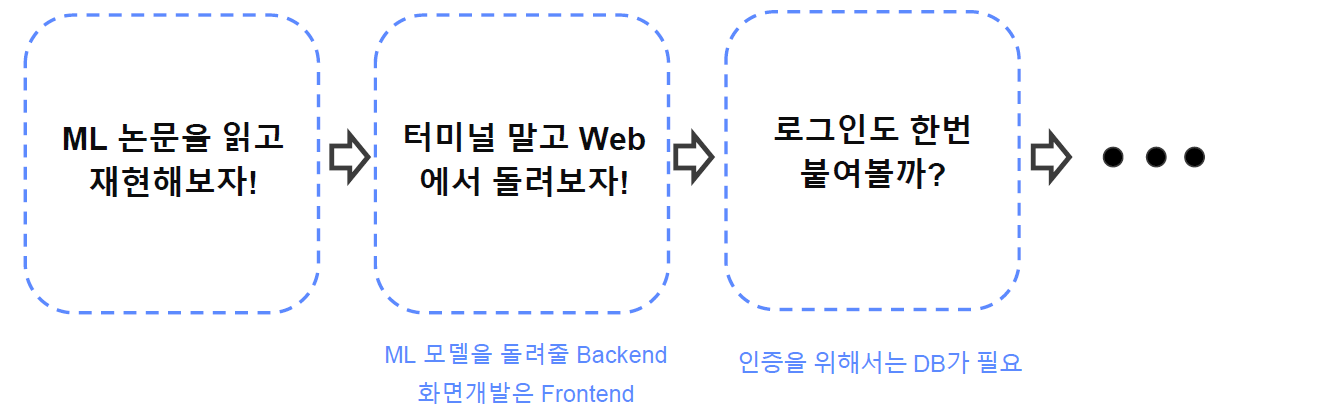 ML 논문을 읽고
재현해보자!
터미널 말고 Web
에서 돌려보자!
로그인도 한번
붙여볼까?
ML 모델을 돌려줄 Backend
화면개발은 Frontend
인증을 위해서는 DB가 필요